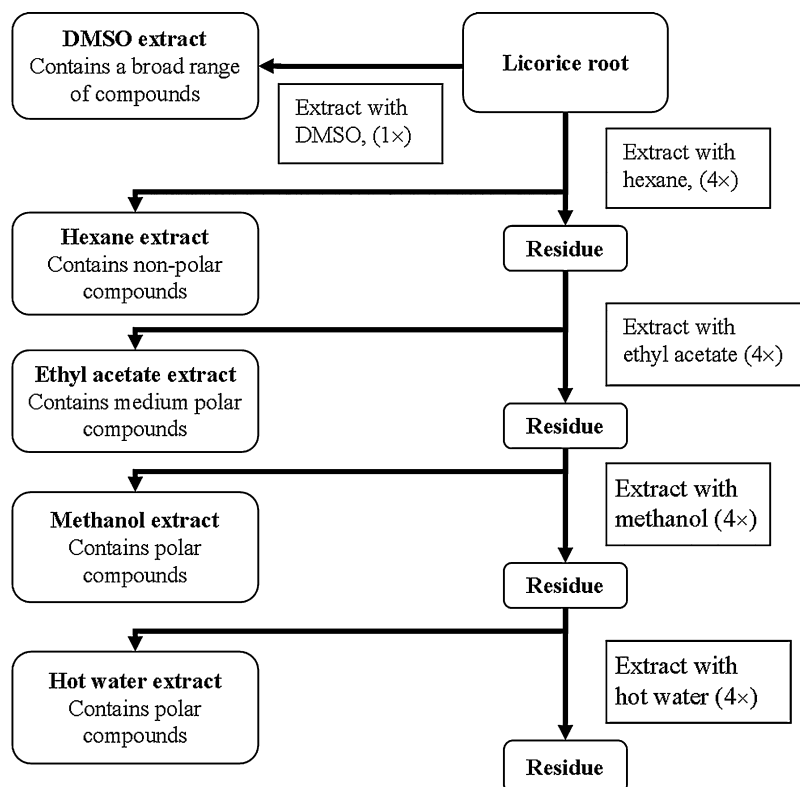 DMSO extract
Contains a broad range
of compounds
Licorice root
Extract with
DMSO, (1×)
Extract with
hexane, (4×)
Hexane extract
Contains non-polar
compounds
Residue
Extract with
ethyl acetate (4×)
Ethyl acetate extract
Contains medium polar
compounds
Residue
Extract with
methanol (4×)
Methanol extract
Contains polar
compounds
Residue
Extract with
hot water (4×)
Hot water extract
Contains polar
compounds
Residue